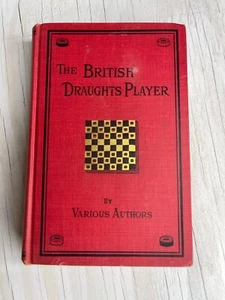 THE BRITISH
DRAUGHTS PLAYER
BY
VARIOUS AUTHORS